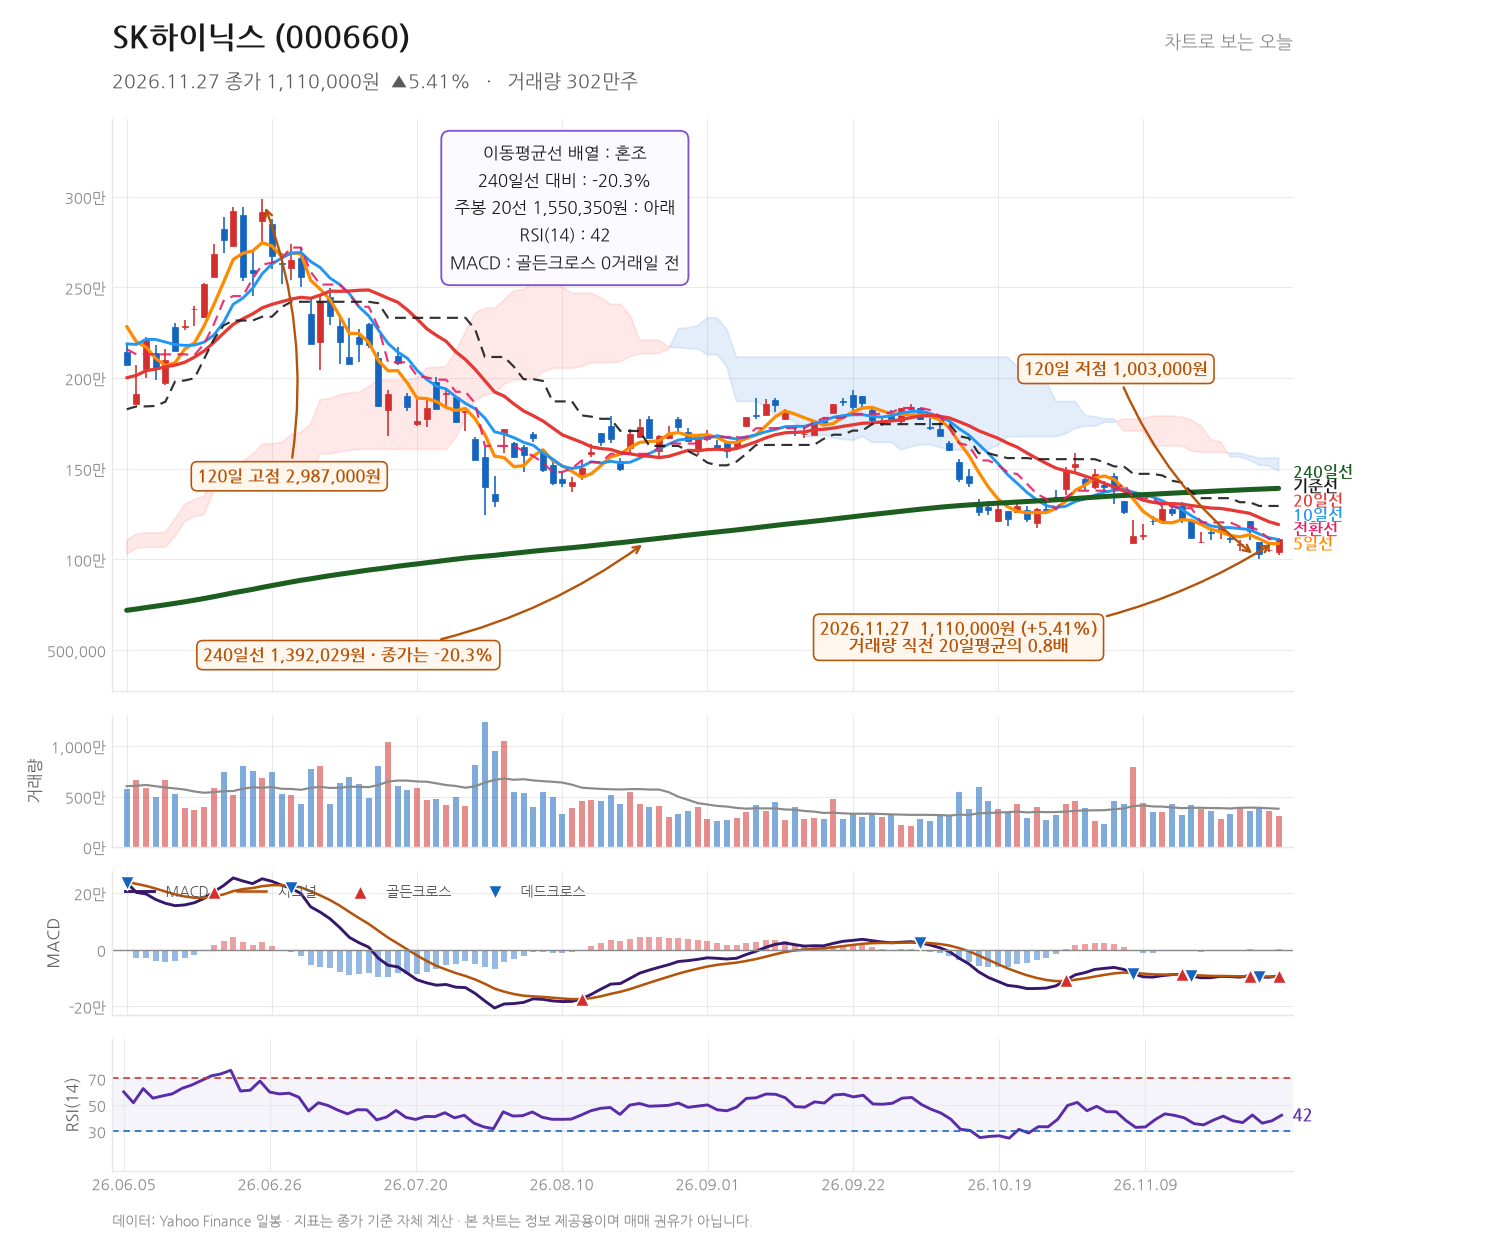 SK하이닉스 (000660)
차트로 보는 오늘
2026.11.27 종가 1,110,000원 ▲5.41% · 거래량 302만주
이동평균선 배열 : 혼조
240일선 대비 : -20.3%
주봉 20선 1,550,350원 : 아래
RSI(14) : 42
MACD : 골든크로스 0거래일 전
300만
250만
200만
150만
100만
500,000
120일 고점 2,987,000원
120일 저점 1,003,000원
240일선 1,392,029원 · 종가는 -20.3%
2026.11.27 1,110,000원 (+5.41%)
거래량 직전 20일평균의 0.8배
240일선
기준선
20일선
10일선
전환선
5일선
거래량
1,000만
500만
0만
MACD
20만
0
-20만
MACD
시그널
골든크로스
데드크로스
RSI(14)
70
50
30
42
26.06.05
26.06.26
26.07.20
26.08.10
26.09.01
26.09.22
26.10.19
26.11.09
데이터: Yahoo Finance 일봉 · 지표는 종가 기준 자체 계산 · 본 차트는 정보 제공용이며 매매 권유가 아닙니다.